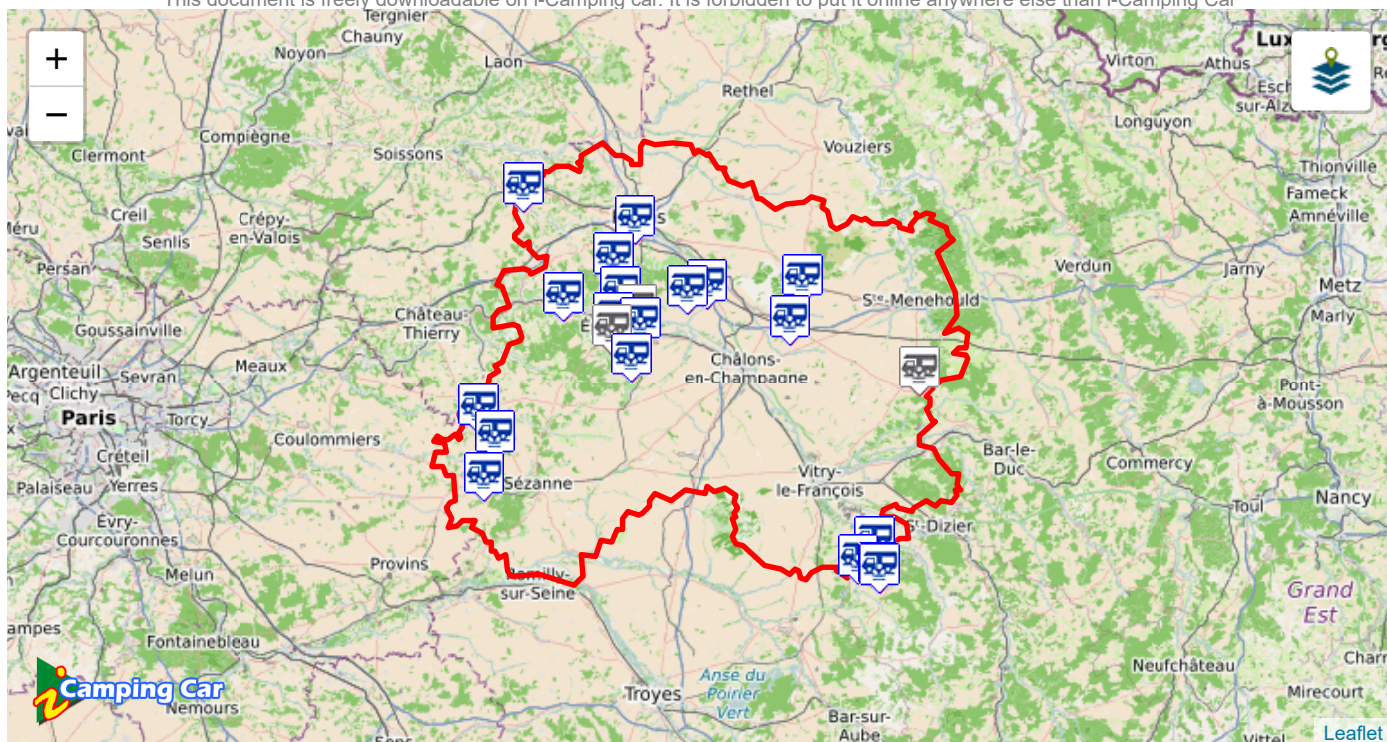 This document is freely downloadable on i-Camping car. It is forbidden to put it online anywhere else than i-Camping Car
+
−
Tergnier
Chauny
Noyon
Laon
Rethel
Virton
Athus
Longuyon
Compiègne
Clermont
Soissons
Vouziers
Thionville
Fameck
Amnéville
Creil
Crépy-
en-Valois
Senlis
Persan
Verdun
Jarny
Metz
Marly
Ste-Menehould
Château-
Thierry
Goussainville
Meaux
Argenteuil
Sevran
Clichy
Paris
Torcy
Châlons-
en-Champagne
Pont-
à-Mousson
Coulommiers
Créteil
Palaiseau
Yerres
Sézanne
Vitry-
le-François
Bar-le-
Duc
Commercy
Toul
Nancy
Évry-
Courcouronnes
St-Dizier
Provins
Melun
Romilly-
sur-Seine
Grand
Est
Fontainebleau
Neufchâteau
Troyes
Anse du
Poirier
Vert
Mirecourt
i Camping Car
Nemours
Bar-sur-
Aube
Leaflet